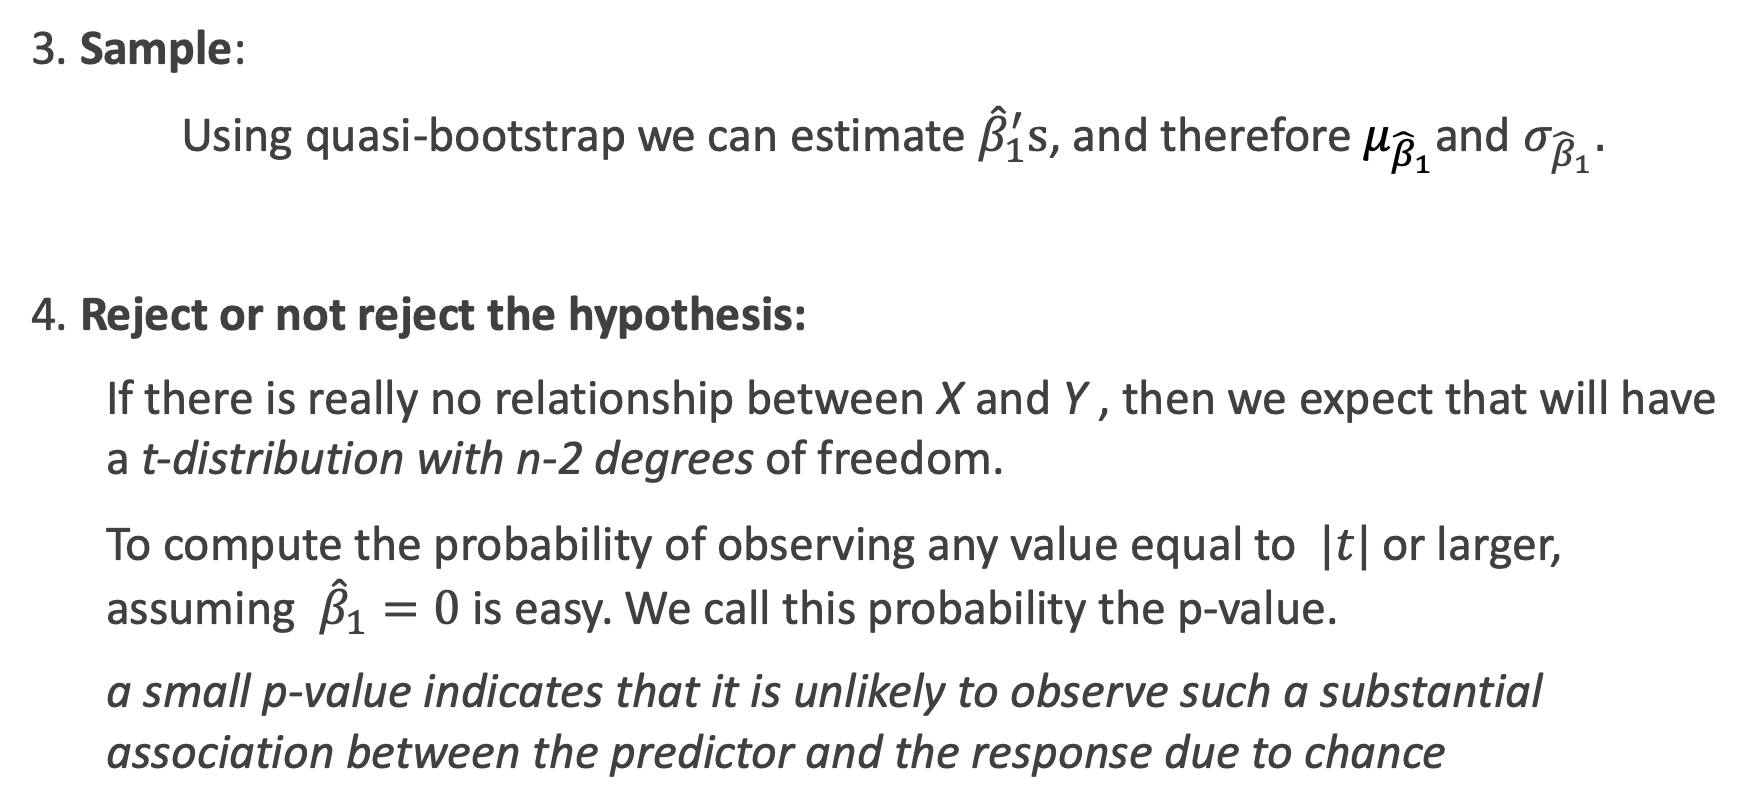 3. Sample:
Using quasi-bootstrap we can estimate β̂₁′s, and therefore μ_β̂₁ and σ_β̂₁.
4. Reject or not reject the hypothesis:
If there is really no relationship between X and Y , then we expect that will have
a t-distribution with n-2 degrees of freedom.
To compute the probability of observing any value equal to |t| or larger,
assuming β̂₁ = 0 is easy. We call this probability the p-value.
a small p-value indicates that it is unlikely to observe such a substantial
association between the predictor and the response due to chance